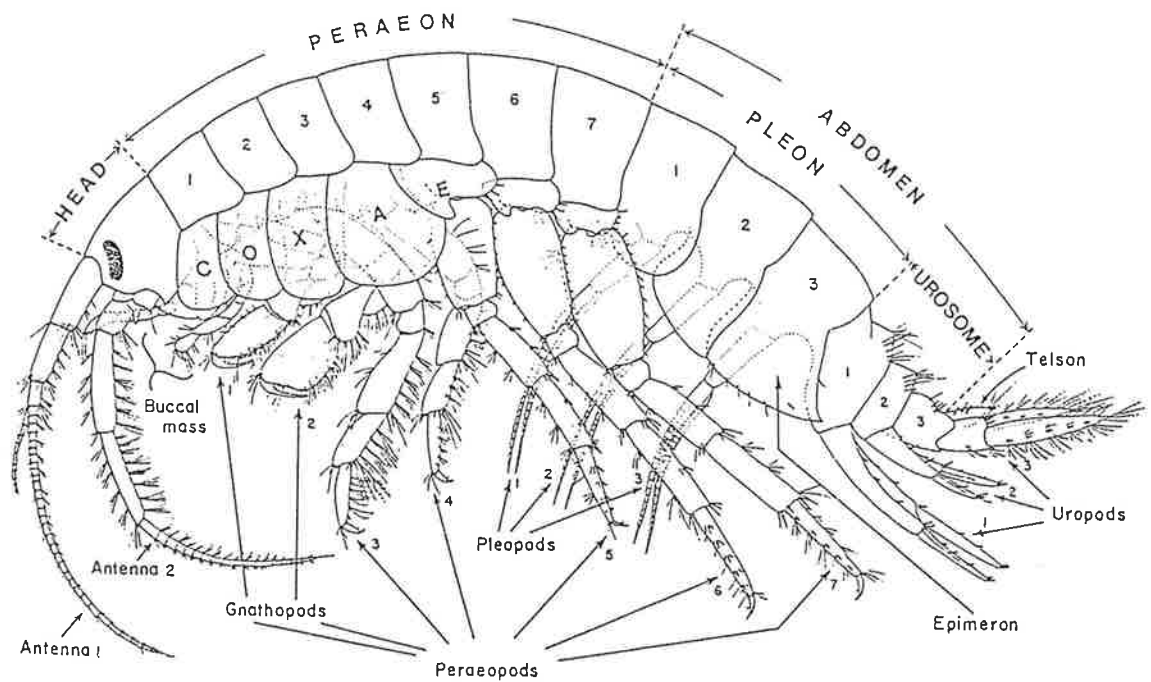 PERAEON
HEAD
ABDOMEN
PLEON
UROSOME
1
2
3
4
5
6
7
1
2
3
1
2
3
C O X A E
Telson
Buccal
mass
2
4
3
1
2
3
5
6
7
3
2
1
Uropods
Pleopods
Antenna 2
Gnathopods
Epimeron
Antenna 1
Peraeopods